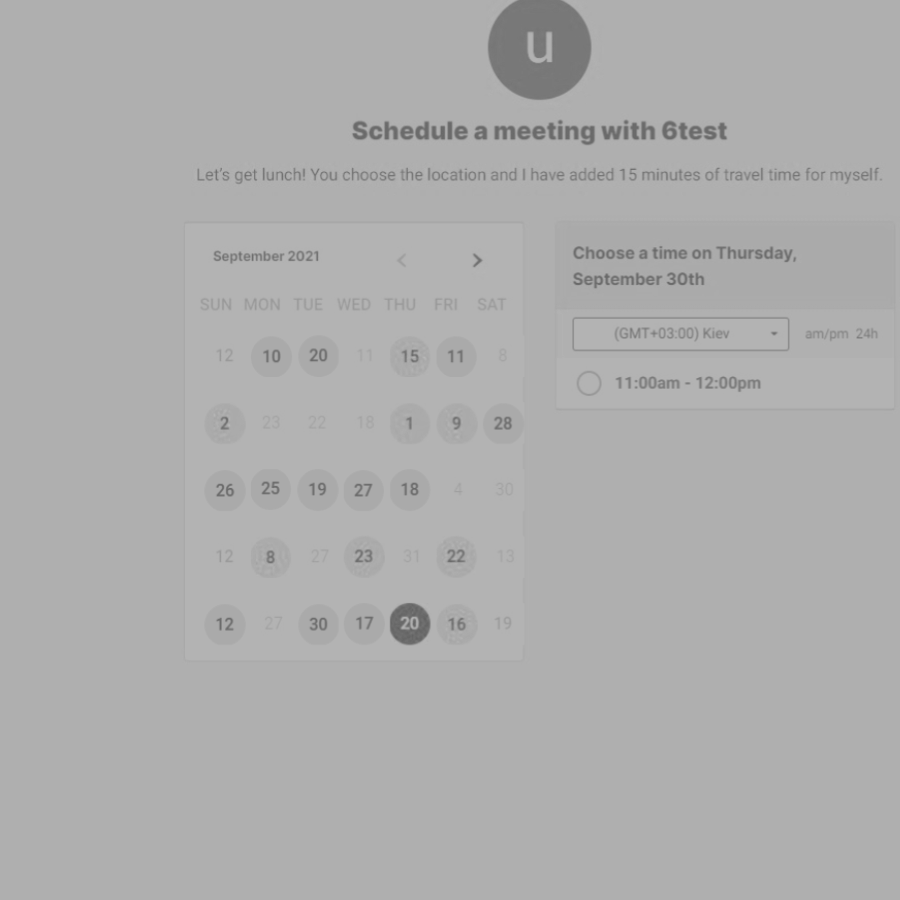 u
Schedule a meeting with 6test
Let's get lunch! You choose the location and I have added 15 minutes of travel time for myself.
September 2021
SUN MON TUE WED THU FRI SAT
12 10 20 11 15 11 8
2 23 22 18 1 9 28
26 25 19 27 18 4 30
12 8 27 23 31 22 13
12 27 30 17 20 16 19
Choose a time on Thursday,
September 30th
(GMT+03:00) Kiev am/pm 24h
11:00am - 12:00pm